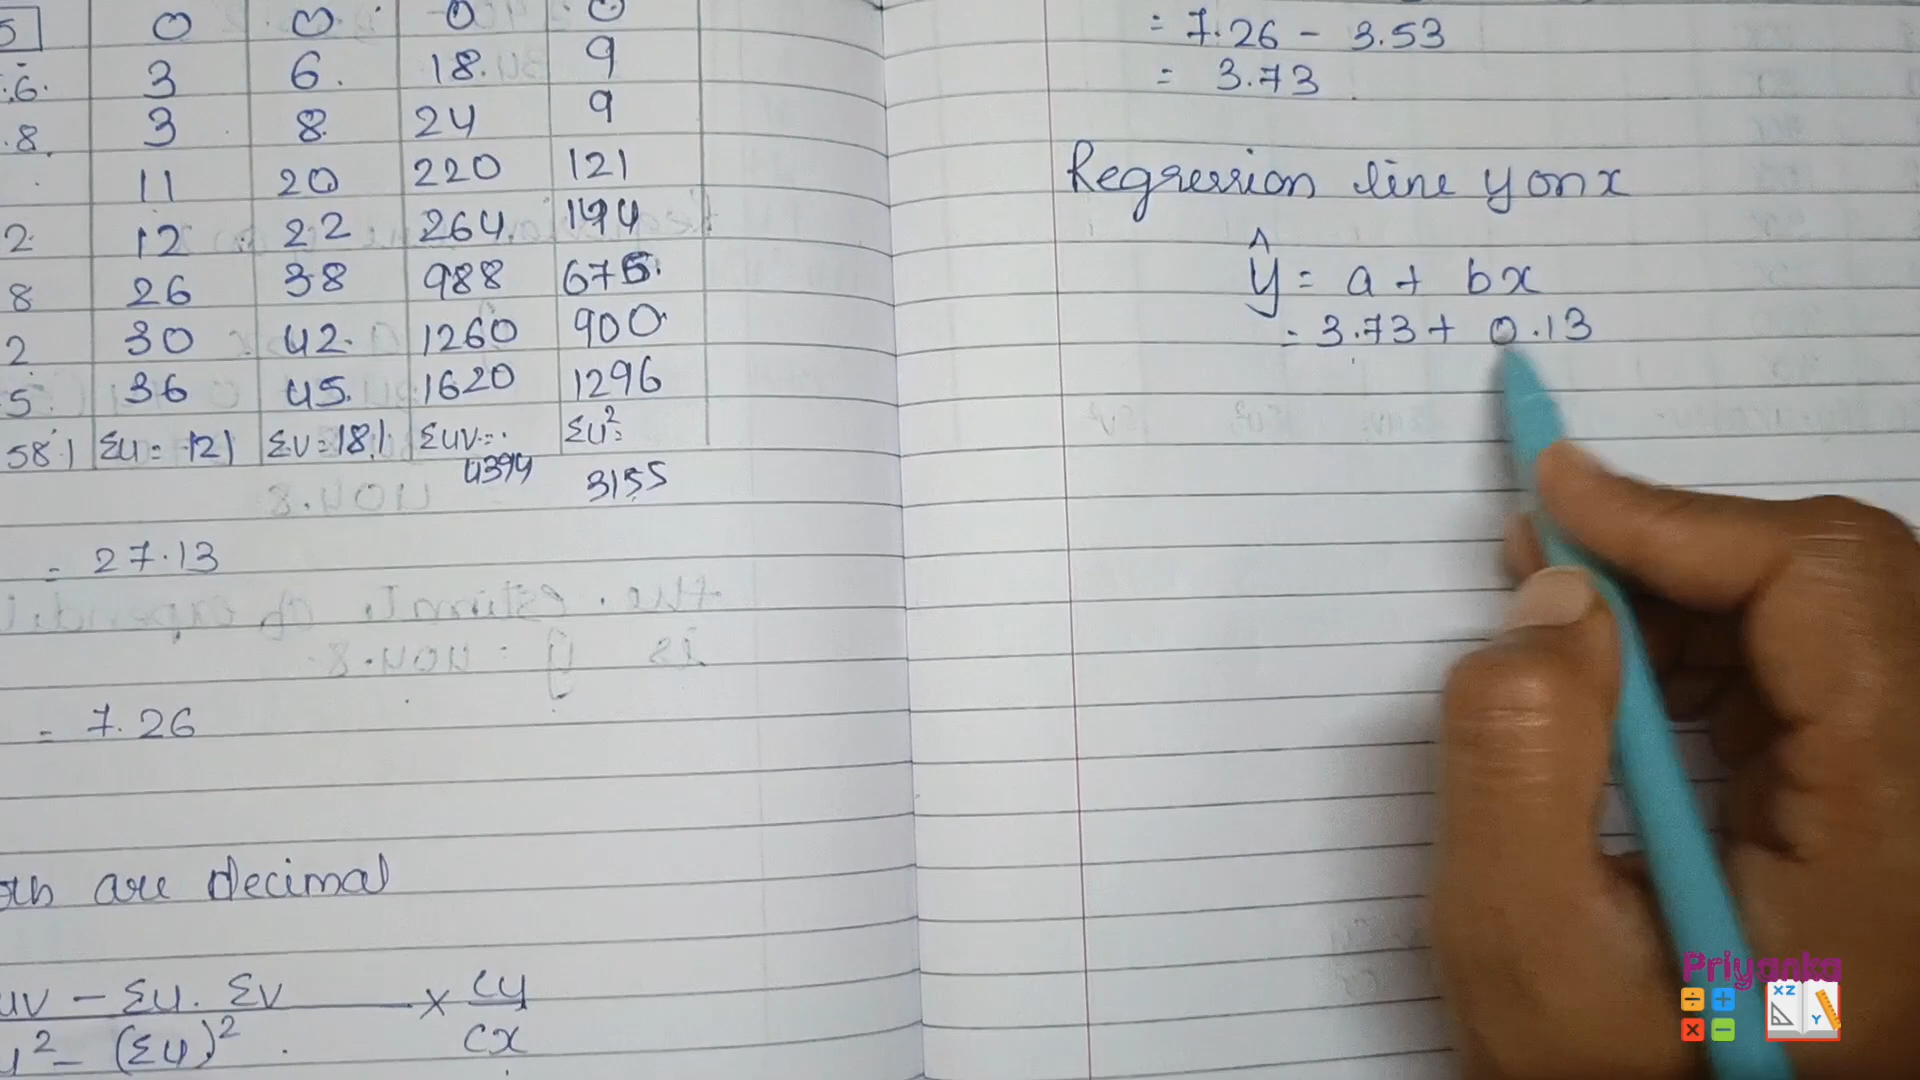 5 0 0 0 0
.6. 3 6. 18. 9
.8. 3 8. 24 9
11 20 220 121
2. 12 22 264. 144
8 26 38 988 676.
2 30 42. 1260 900
5 36 45. 1620 1296
58.1 Σu = 121 Σv = 181 Σuv = Σu² =
4394 3155
= 27.13
= 7.26
are decimal
uv - Σu. Σv × cy
u² - (Σu)² cx
= 7.26 - 3.53
= 3.73
Regression line y on x
ŷ = a + bx
= 3.73 + 0.13
Priyanka
XZ
Y